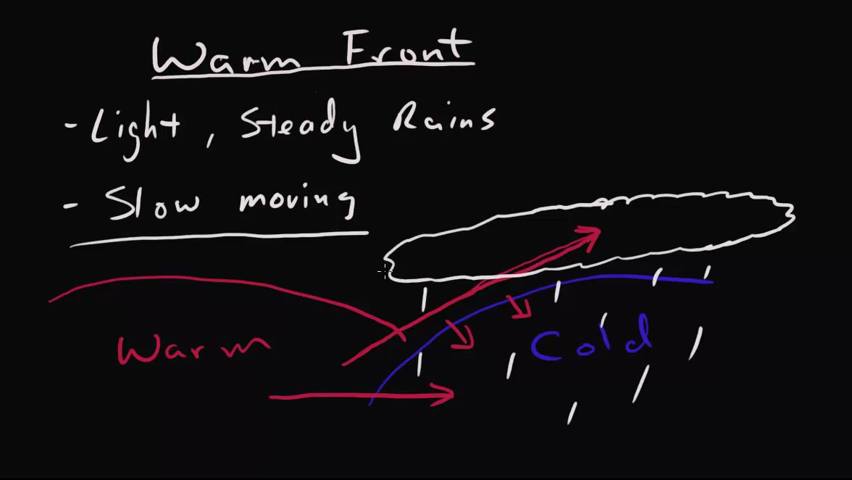 Warm Front
- Light, Steady Rains
- Slow moving
Warm
Cold